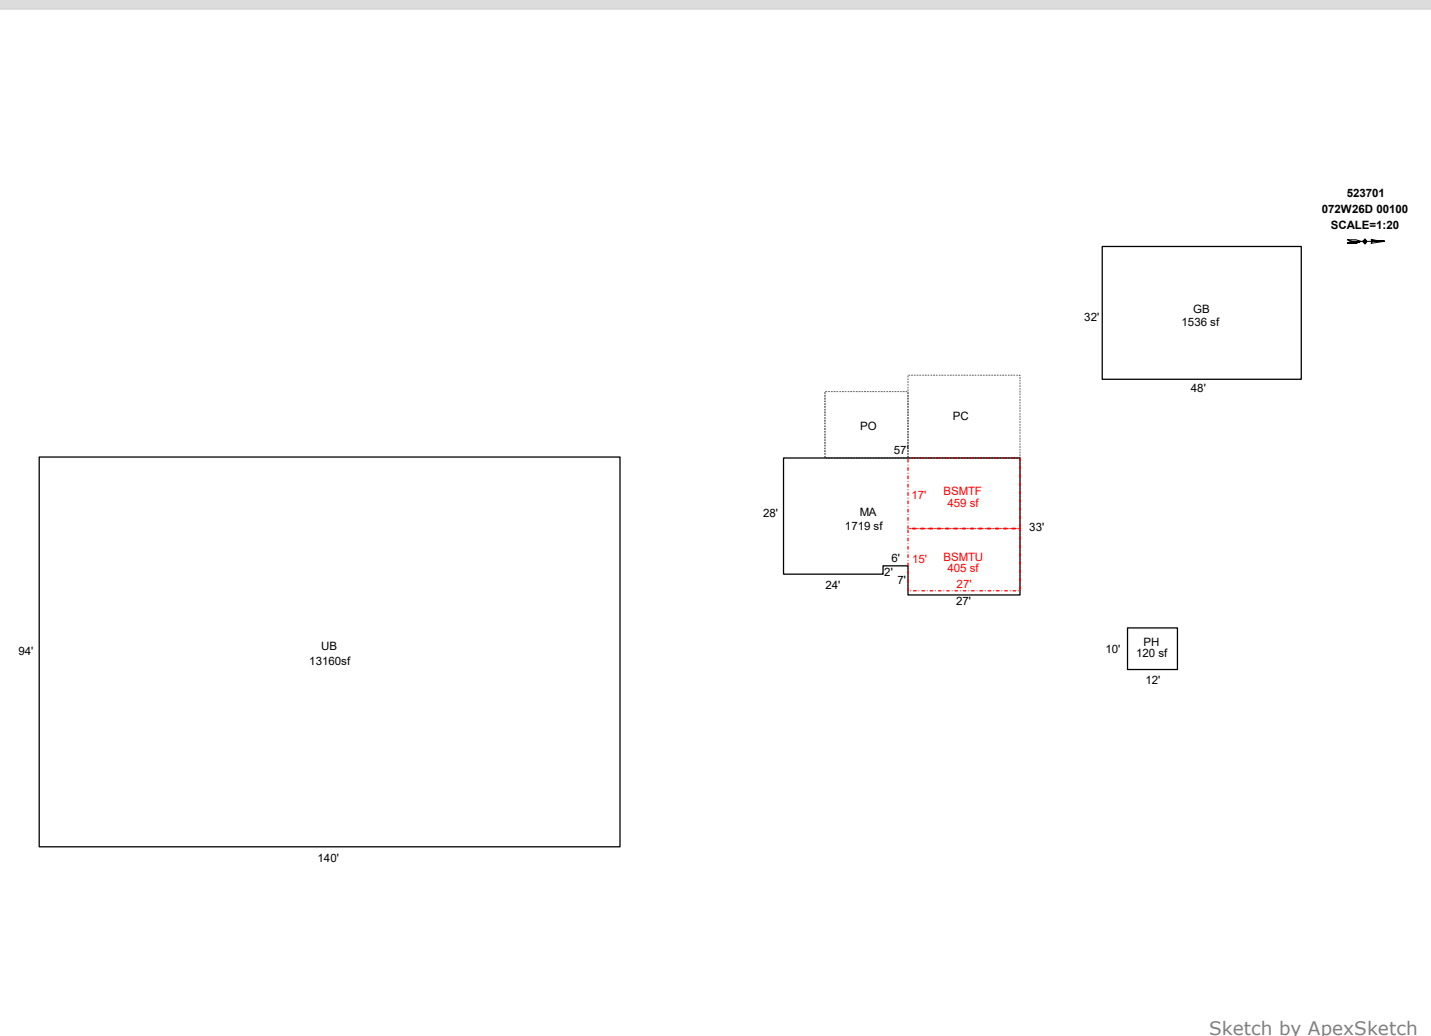 523701
072W26D 00100
SCALE=1:20
GB
1536 sf
32'
48'
PC
PO
57'
BSMTF
459 sf
17'
28'
MA
1719 sf
33'
6'
15'
BSMTU
405 sf
2'
7'
24'
27'
27'
PH
120 sf
10'
12'
UB
13160sf
94'
140'
Sketch by ApexSketch